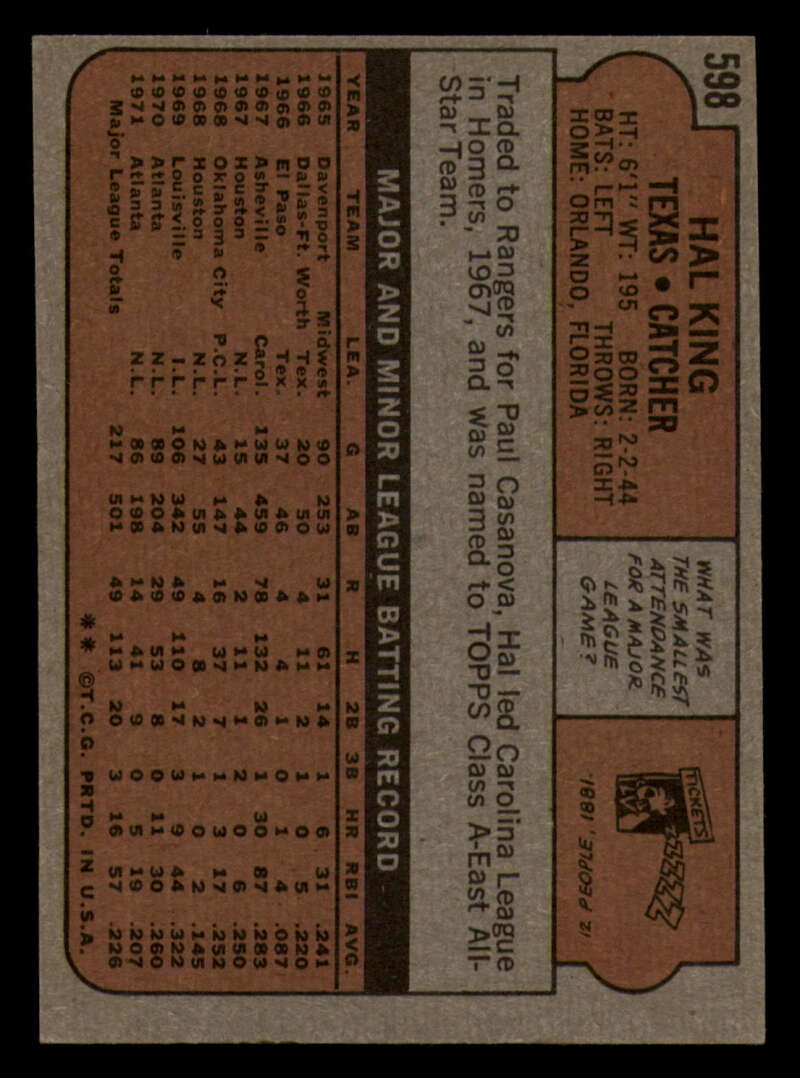 598
HAL KING
TEXAS • CATCHER
HT: 6'1" WT: 195 BORN: 2-2-44
BATS: LEFT THROWS: RIGHT
HOME: ORLANDO, FLORIDA
WHAT WAS
THE SMALLEST
ATTENDANCE
FOR A MAJOR
LEAGUE
GAME?
TICKETS
12 PEOPLE, 1881.
Traded to Rangers for Paul Casanova, Hal led Carolina League
in Homers, 1967, and was named to TOPPS Class A-East All-
Star Team.
MAJOR AND MINOR LEAGUE BATTING RECORD
YEAR TEAM LEA. G AB R H 2B 3B HR RBI AVG.
1965 Davenport Midwest 90 253 31 61 14 1 6 31 .241
1966 Dallas-Ft. Worth Tex. 20 50 4 11 2 1 0 5 .220
1966 El Paso Tex. 37 46 4 4 1 0 1 4 .087
1967 Asheville Carol. 135 459 78 132 26 1 30 87 .283
1967 Houston N.L. 15 44 2 11 1 2 0 6 .250
1968 Oklahoma City P.C.L. 43 147 16 37 7 1 3 17 .252
1968 Houston N.L. 27 55 4 8 2 1 0 2 .145
1969 Louisville I.L. 106 342 49 110 17 3 9 44 .322
1970 Atlanta N.L. 89 204 29 53 8 0 11 30 .260
1971 Atlanta N.L. 86 198 14 41 9 0 5 19 .207
Major League Totals 217 501 49 113 20 3 16 57 .226
** ©T.C.G. PRTD. IN U.S.A.